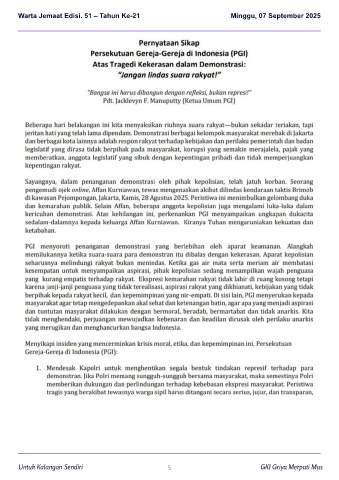 Warta Jemaat Edisi. 51 – Tahun Ke-21 Minggu, 07 September 2025
Pernyataan Sikap
Persekutuan Gereja-Gereja di Indonesia (PGI)
Atas Tragedi Kekerasan dalam Demonstrasi:
“Jangan lindas suara rakyat!”
"Bangsa ini harus dibangun dengan refleksi, bukan represi!"
Pdt. Jacklevyn F. Manuputty (Ketua Umum PGI)
Beberapa hari belakangan ini kita menyaksikan riuhnya suara rakyat—bukan sekadar teriakan, tapi
jeritan hati yang telah lama dipendam. Demonstrasi berbagai kelompok masyarakat merebak di Jakarta
dan berbagai kota lainnya adalah respon rakyat terhadap kebijakan dan perilaku pemerintah dan badan
legislatif yang dirasa tidak berpihak pada masyarakat, korupsi yang semakin merajalela, pajak yang
memberatkan, anggota legislatif yang sibuk dengan kepentingan pribadi dan tidak memperjuangkan
kepentingan rakyat.
Sayangnya, dalam penanganan demonstrasi oleh pihak kepolisian, telah jatuh korban. Seorang
pengemudi ojek online, Affan Kurniawan, tewas mengenaskan akibat dilindas kendaraan taktis Brimob
di kawasan Pejompongan, Jakarta, Kamis, 28 Agustus 2025. Peristiwa ini menimbulkan gelombang duka
dan kemarahan publik. Selain Affan, beberapa anggota kepolisian juga mengalami luka-luka dalam
kericuhan demonstrasi. Atas kehilangan ini, perkenankan PGI menyampaikan ungkapan dukacita
sedalam-dalamnya kepada keluarga Affan Kurniawan. Kiranya Tuhan mengaruniakan kekuatan dan
ketabahan.
PGI menyoroti penanganan demonstrasi yang berlebihan oleh aparat keamanan. Alangkah
memilukannya ketika suara-suara para demonstran itu dibalas dengan kekerasan. Aparat kepolisian
seharusnya melindungi rakyat bukan menindas. Ketika gas air mata serta meriam air membatasi
kesempatan untuk menyampaikan aspirasi, pihak kepolisian sedang menampilkan wajah penguasa
yang kurang empatis terhadap rakyat. Ekspresi kemarahan rakyat tidak lahir di ruang kosong tetapi
karena janji-janji penguasa yang tidak terealisasi, aspirasi rakyat yang dikhianati, kebijakan yang tidak
berpihak kepada rakyat kecil, dan kepemimpinan yang nir-empati. Di sisi lain, PGI menyerukan kepada
masyarakat agar tetap mengedepankan akal sehat dan ketenangan batin, agar apa yang menjadi aspirasi
dan tuntutan masyarakat dilakukan dengan bermoral, beradab, bermartabat dan tidak anarkis. Kita
tidak menghendaki, perjuangan mewujudkan kebenaran dan keadilan dirusak oleh perilaku anarkis
yang merugikan dan menghancurkan bangsa Indonesia.
Menyikapi insiden yang mencerminkan krisis moral, etika, dan kepemimpinan ini, Persekutuan
Gereja-Gereja di Indonesia (PGI):
1. Mendesak Kapolri untuk menghentikan segala bentuk tindakan represif terhadap para
demonstran. Jika Polri memang sungguh-sungguh bersama masyarakat, maka semestinya Polri
memberikan dukungan dan perlindungan terhadap kebebasan ekspresi masyarakat. Peristiwa
tragis yang berakibat tewasnya warga sipil harus ditangani secara serius, jujur, dan transparan,
Untuk Kalangan Sendiri 5 GKI Griya Merpati Mas